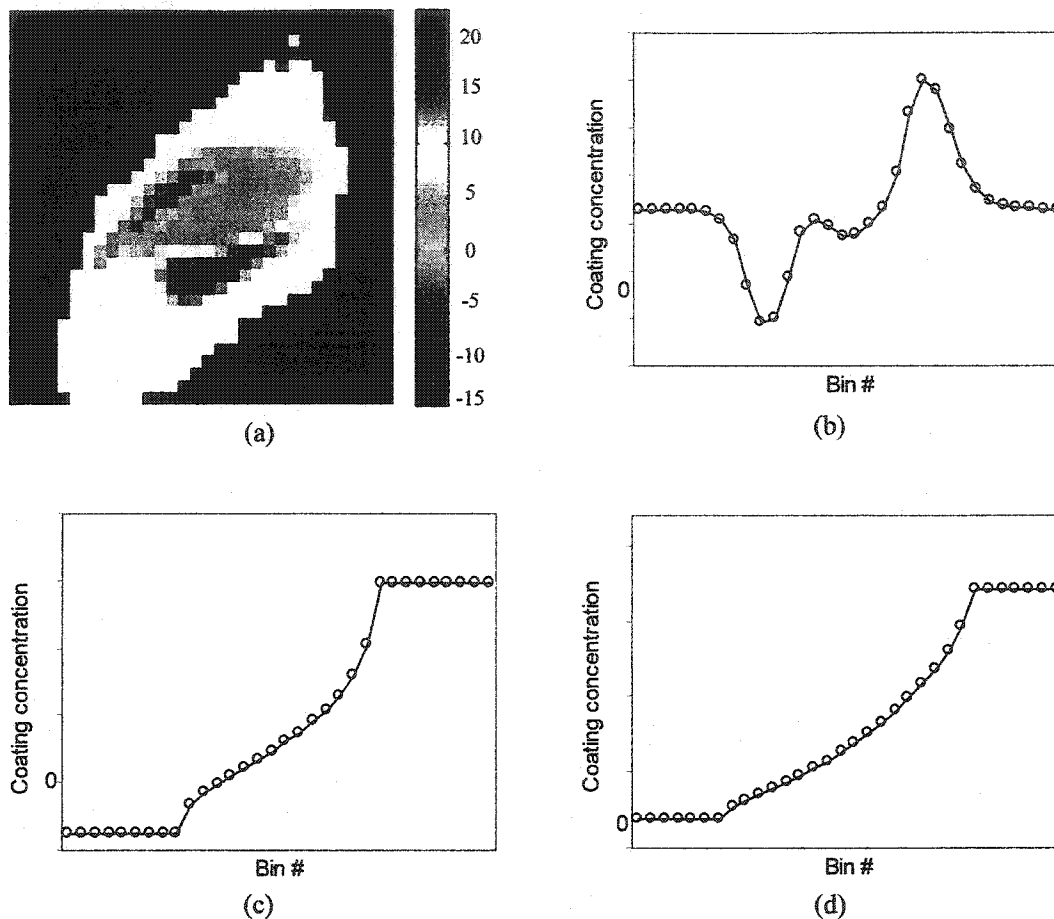 20
15
10
5
0
-5
-10
-15
(a)
Coating concentration
0
Bin #
(b)
Coating concentration
0
Bin #
(c)
Coating concentration
0
Bin #
(d)